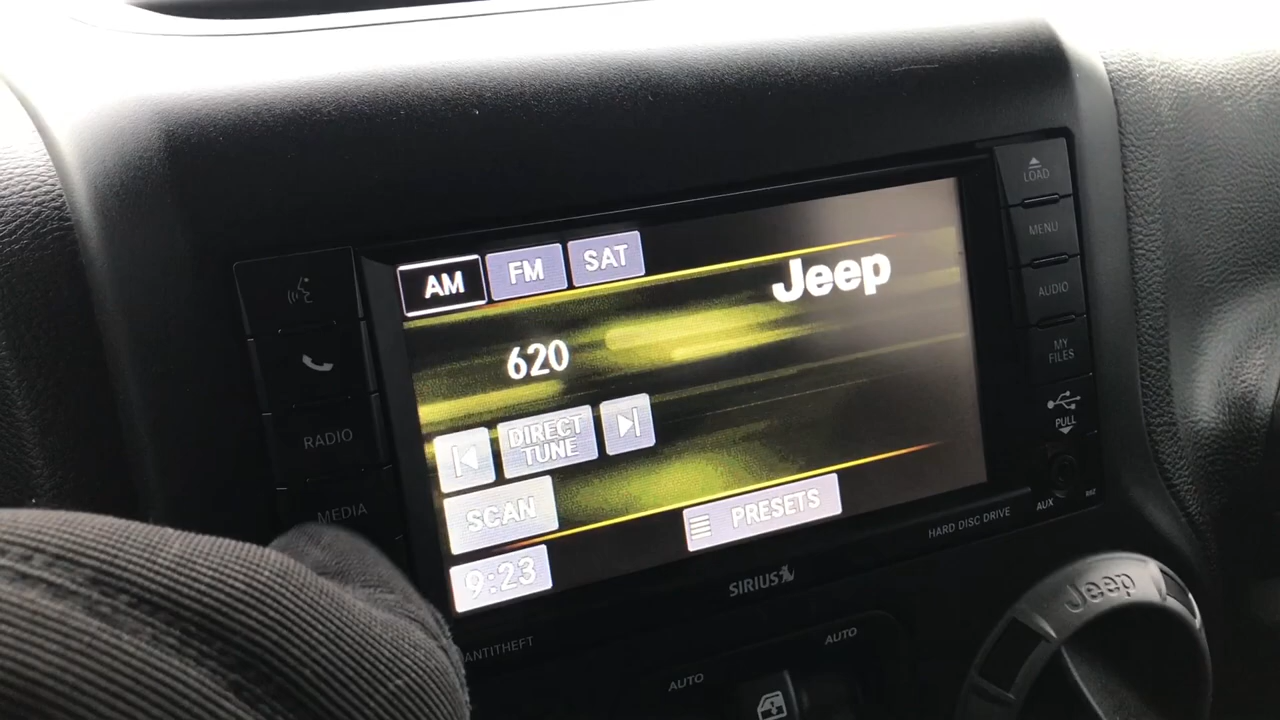 LOAD
MENU
AUDIO
MY
FILES
PULL
AUX
AM FM SAT
Jeep
620
DIRECT
TUNE
SCAN
PRESETS
9:23
RADIO
MEDIA
HARD DISC DRIVE
SIRIUS
ANTITHEFT
AUTO
AUTO
Jeep